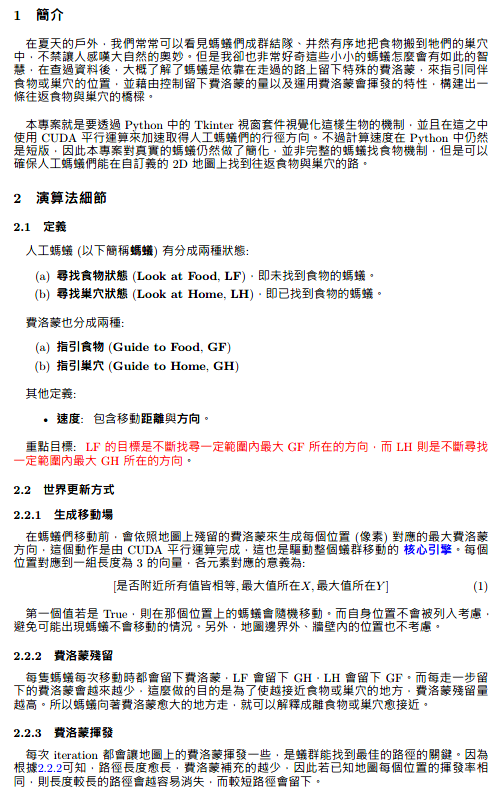 1 簡介
在夏天的戶外，我們常常可以看見螞蟻們成群結隊、井然有序地把食物搬到牠們的巢穴
中，不禁讓人感嘆大自然的奧妙。但是我卻也非常好奇這些小小的螞蟻怎麼會有如此的智
慧，在查過資料後，大概了解了螞蟻是依靠在走過的路上留下特殊的費洛蒙，來指引同伴
食物或巢穴的位置，並藉由控制留下費洛蒙的量以及運用費洛蒙會揮發的特性，構建出一
條往返食物與巢穴的橋樑。
本專案就是要透過 Python 中的 Tkinter 視窗套件視覺化這樣生物的機制，並且在這之中
使用 CUDA 平行運算來加速取得人工螞蟻們的行徑方向。不過計算速度在 Python 中仍然
是短版，因此本專案對真實的螞蟻仍然做了簡化，並非完整的螞蟻找食物機制，但是可以
確保人工螞蟻們能在自訂義的 2D 地圖上找到往返食物與巢穴的路。
2 演算法細節
2.1 定義
人工螞蟻 (以下簡稱螞蟻) 有分成兩種狀態:
(a) 尋找食物狀態 (Look at Food, LF)，即未找到食物的螞蟻。
(b) 尋找巢穴狀態 (Look at Home, LH)，即已找到食物的螞蟻。
費洛蒙也分成兩種:
(a) 指引食物 (Guide to Food, GF)
(b) 指引巢穴 (Guide to Home, GH)
其他定義:
• 速度: 包含移動距離與方向。
重點目標: LF 的目標是不斷找尋一定範圍內最大 GF 所在的方向，而 LH 則是不斷尋找
一定範圍內最大 GH 所在的方向。
2.2 世界更新方式
2.2.1 生成移動場
在螞蟻們移動前，會依照地圖上殘留的費洛蒙來生成每個位置 (像素) 對應的最大費洛蒙
方向，這個動作是由 CUDA 平行運算完成，這也是驅動整個蟻群移動的 核心引擎。每個
位置對應到一組長度為 3 的向量，各元素對應的意義為:
[是否附近所有值皆相等, 最大值所在X, 最大值所在Y] (1)
第一個值若是 True，則在那個位置上的螞蟻會隨機移動。而自身位置不會被列入考慮，
避免可能出現螞蟻不會移動的情況。另外，地圖邊界外、牆壁內的位置也不考慮。
2.2.2 費洛蒙殘留
每隻螞蟻每次移動時都會留下費洛蒙，LF 會留下 GH，LH 會留下 GF。而每走一步留
下的費洛蒙會越來越少，這麼做的目的是為了使越接近食物或巢穴的地方，費洛蒙殘留量
越高。所以螞蟻向著費洛蒙愈大的地方走，就可以解釋成離食物或巢穴愈接近。
2.2.3 費洛蒙揮發
每次 iteration 都會讓地圖上的費洛蒙揮發一些，是蟻群能找到最佳的路徑的關鍵。因為
根據2.2.2可知，路徑長度愈長，費洛蒙補充的越少，因此若已知地圖每個位置的揮發率相
同，則長度較長的路徑會越容易消失，而較短路徑會留下。